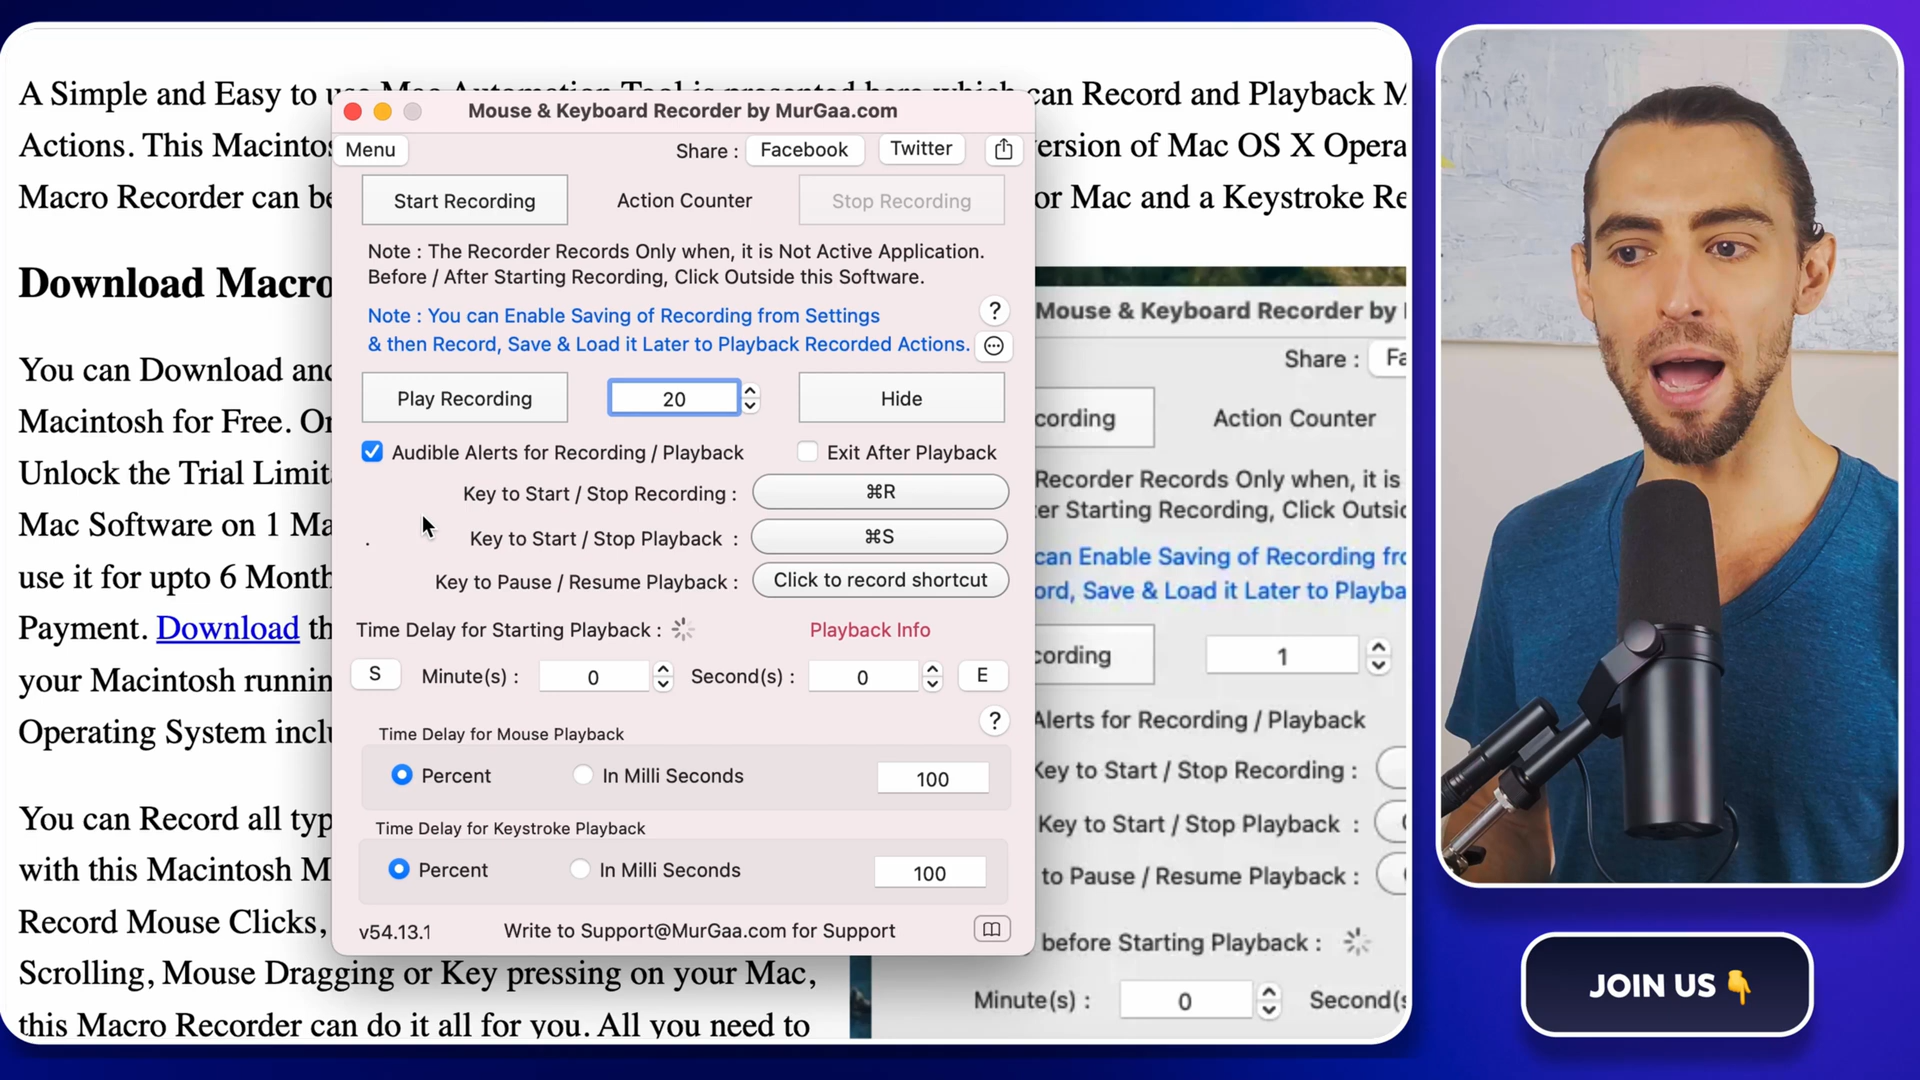 A Simple and Easy to use Mac Automation Tool is presented here which can Record and Playback M
Actions. This Macintos
ersion of Mac OS X Opera
Macro Recorder can be
or Mac and a Keystroke Re
Download Macro
You can Download and
Macintosh for Free. Or
Unlock the Trial Limit
Mac Software on 1 Ma
use it for upto 6 Month
Payment. Download th
your Macintosh runnin
Operating System inclu
You can Record all typ
with this Macintosh M
Record Mouse Clicks,
Scrolling, Mouse Dragging or Key pressing on your Mac,
this Macro Recorder can do it all for you. All you need to
Mouse & Keyboard Recorder by MurGaa.com
Menu
Share :
Facebook
Twitter
Start Recording
Action Counter
Stop Recording
Note : The Recorder Records Only when, it is Not Active Application.
Before / After Starting Recording, Click Outside this Software.
Note : You can Enable Saving of Recording from Settings
& then Record, Save & Load it Later to Playback Recorded Actions.
?
Play Recording
20
Hide
Audible Alerts for Recording / Playback
Exit After Playback
Key to Start / Stop Recording :
⌘R
.
Key to Start / Stop Playback :
⌘S
Key to Pause / Resume Playback :
Click to record shortcut
Time Delay for Starting Playback :
Playback Info
S
Minute(s) :
0
Second(s) :
0
E
?
Time Delay for Mouse Playback
Percent
In Milli Seconds
100
Time Delay for Keystroke Playback
Percent
In Milli Seconds
100
v54.13.1
Write to Support@MurGaa.com for Support
Mouse & Keyboard Recorder by
Share :
Fa
cording
Action Counter
Recorder Records Only when, it is
er Starting Recording, Click Outsic
can Enable Saving of Recording fro
ord, Save & Load it Later to Playba
cording
1
Alerts for Recording / Playback
Key to Start / Stop Recording :
Key to Start / Stop Playback :
to Pause / Resume Playback :
before Starting Playback :
Minute(s) :
0
Second(s
JOIN US 👇